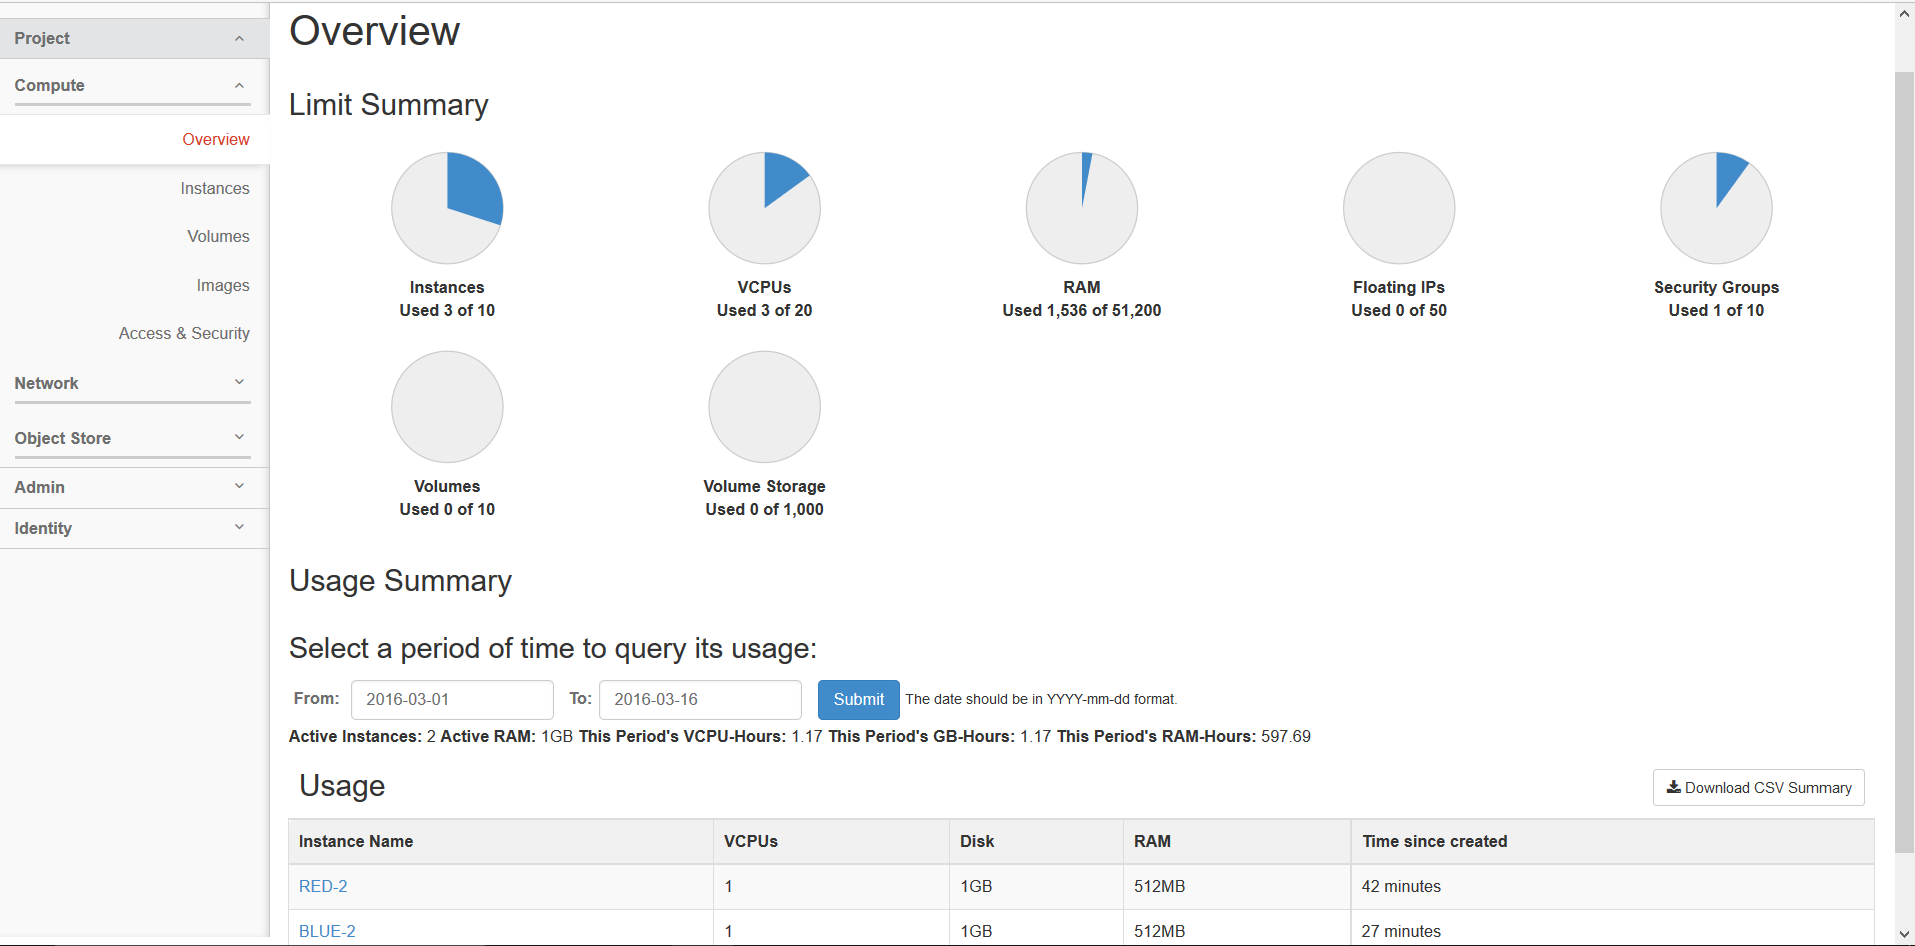 Project
Compute
Overview
Instances
Volumes
Images
Access & Security
Network
Object Store
Admin
Identity
Overview
Limit Summary
Instances
Used 3 of 10
VCPUs
Used 3 of 20
RAM
Used 1,536 of 51,200
Floating IPs
Used 0 of 50
Security Groups
Used 1 of 10
Volumes
Used 0 of 10
Volume Storage
Used 0 of 1,000
Usage Summary
Select a period of time to query its usage:
From: 2016-03-01 To: 2016-03-16 Submit The date should be in YYYY-mm-dd format.
Active Instances: 2 Active RAM: 1GB This Period's VCPU-Hours: 1.17 This Period's GB-Hours: 1.17 This Period's RAM-Hours: 597.69
Usage
Download CSV Summary
Instance Name VCPUs Disk RAM Time since created
RED-2 1 1GB 512MB 42 minutes
BLUE-2 1 1GB 512MB 27 minutes